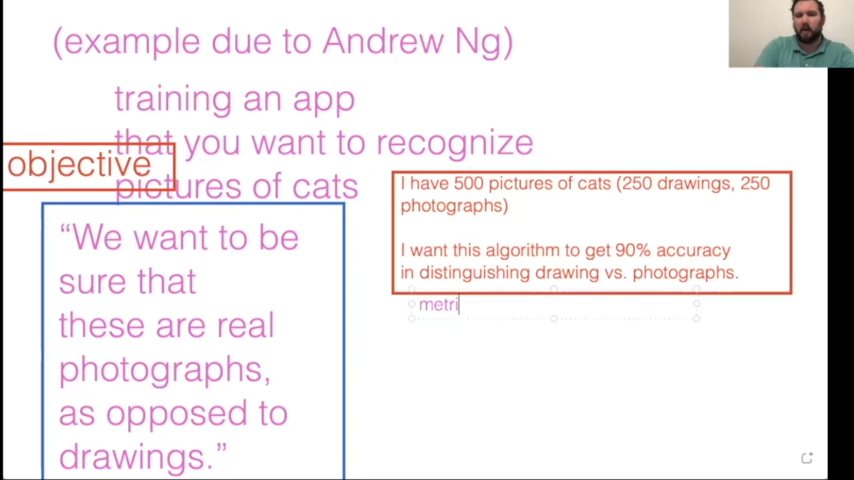 (example due to Andrew Ng)
training an app
that you want to recognize
pictures of cats
objective
"We want to be
sure that
these are real
photographs,
as opposed to
drawings."
I have 500 pictures of cats (250 drawings, 250
photographs)
I want this algorithm to get 90% accuracy
in distinguishing drawing vs. photographs.
metri